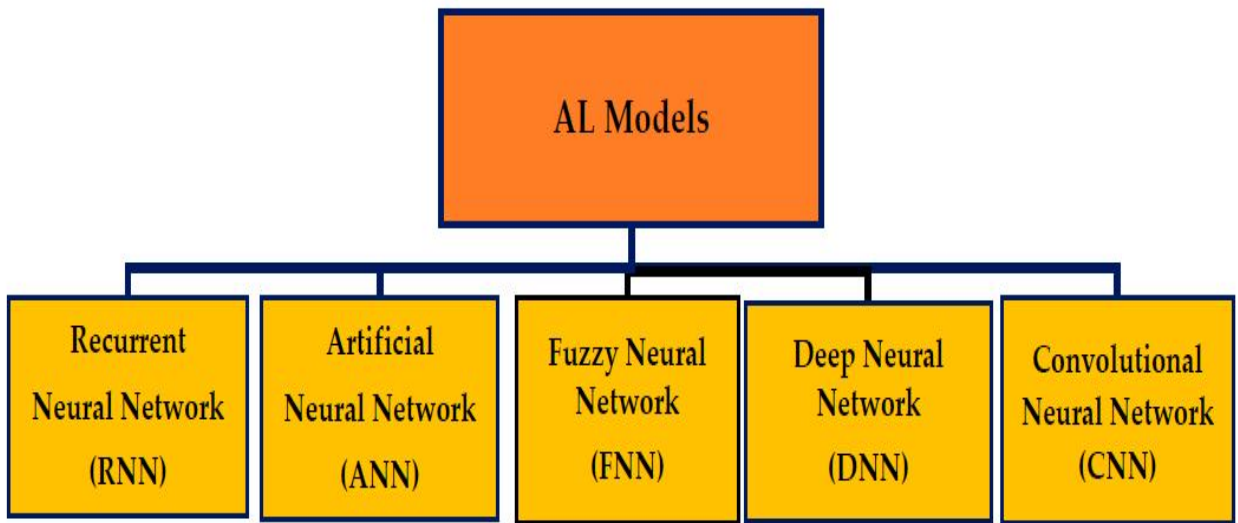 AL Models
Recurrent
Neural Network
(RNN)
Artificial
Neural Network
(ANN)
Fuzzy Neural
Network
(FNN)
Deep Neural
Network
(DNN)
Convolutional
Neural Network
(CNN)